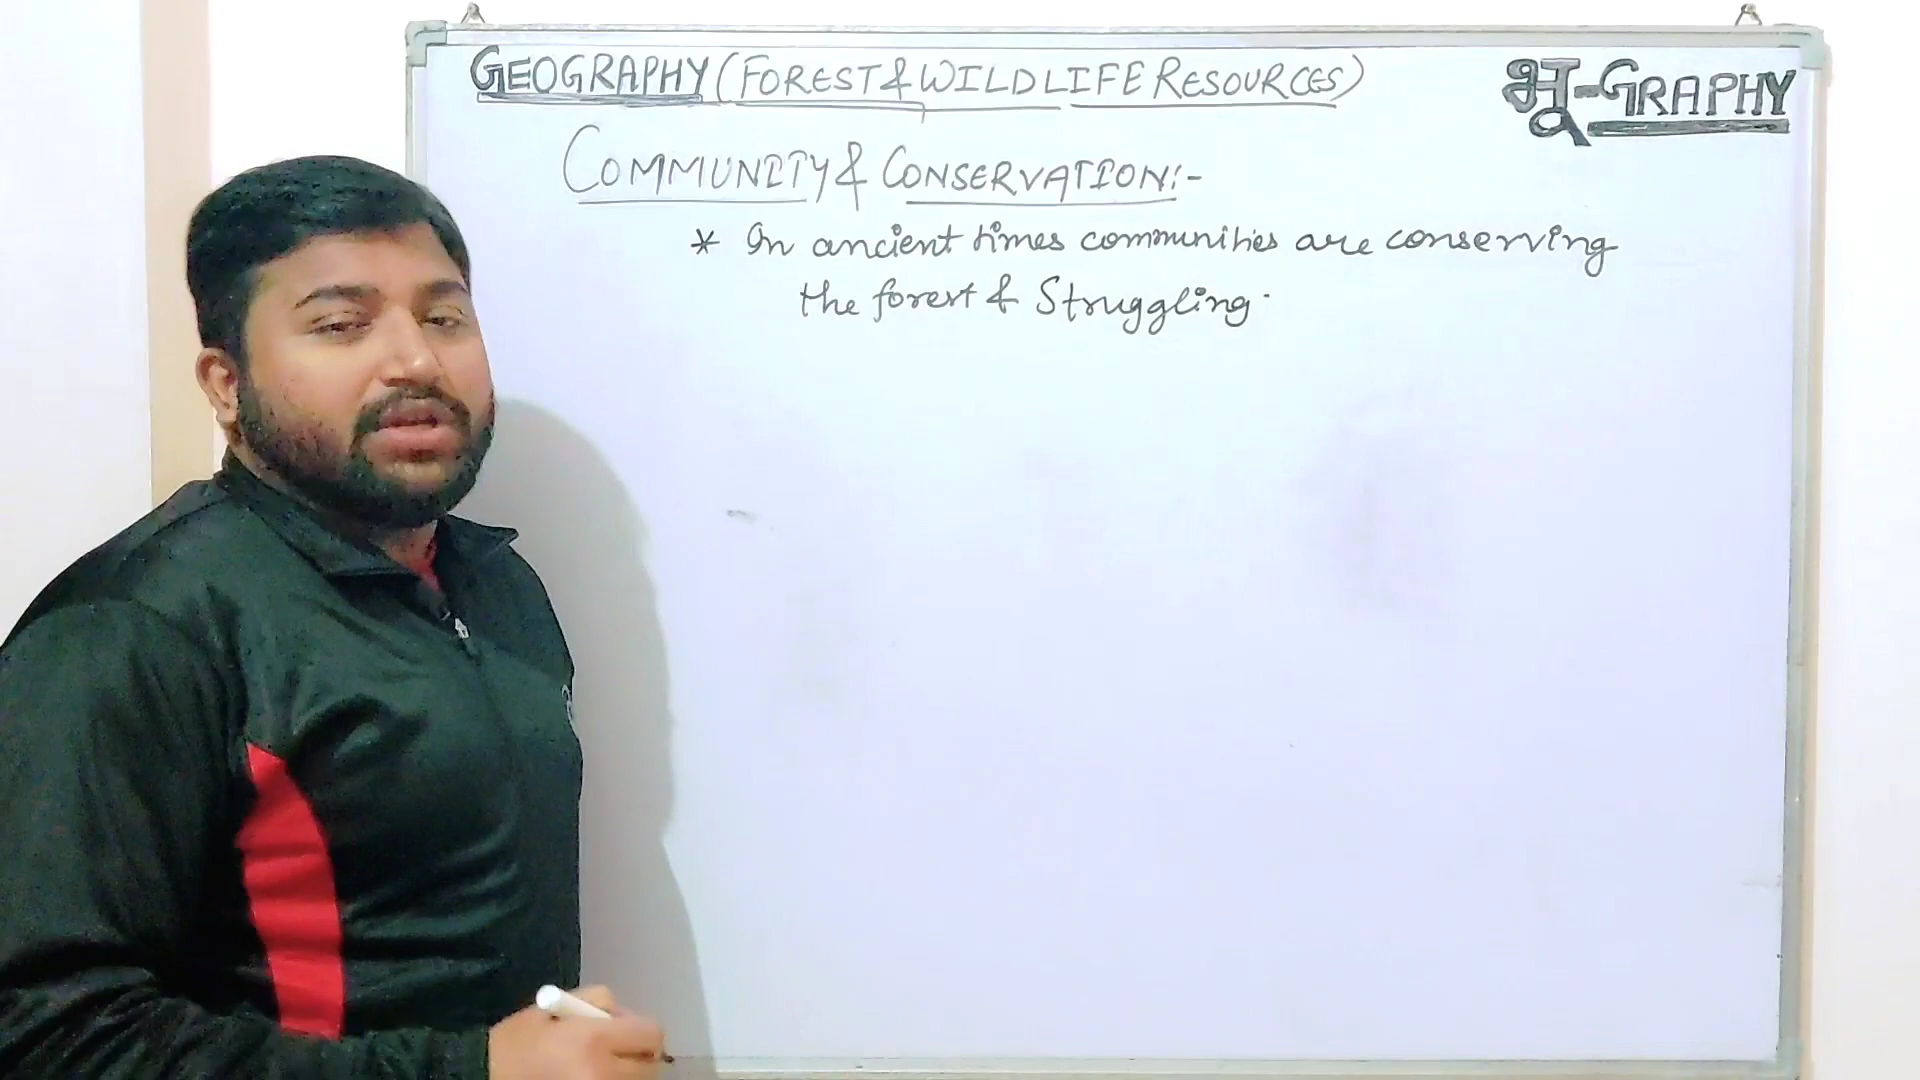 GEOGRAPHY (FOREST & WILDLIFE RESOURCES)
भू-GRAPHY
COMMUNITY & CONSERVATION:-
* In ancient times communities are conserving
the forest & Struggling.